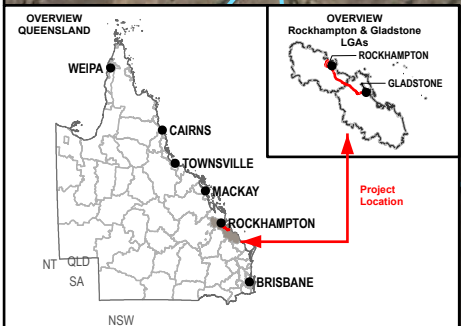 OVERVIEW
QUEENSLAND
WEIPA
CAIRNS
TOWNSVILLE
MACKAY
ROCKHAMPTON
BRISBANE
NT
QLD
SA
NSW
OVERVIEW
Rockhampton & Gladstone
LGAs
ROCKHAMPTON
GLADSTONE
Project
Location